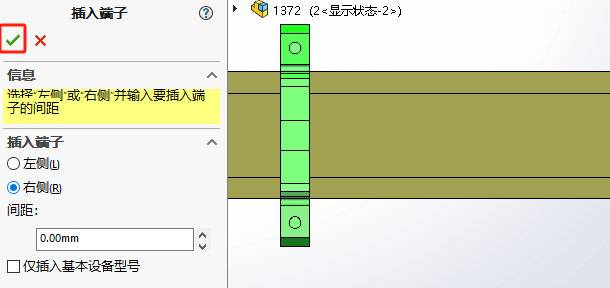 插入端子
1372 (2<显示状态-2>)
信息
选择"左侧"或"右侧"并输入要插入端
子的间距
插入端子
左侧(L)
右侧(R)
间距:
0.00mm
仅插入基本设备型号